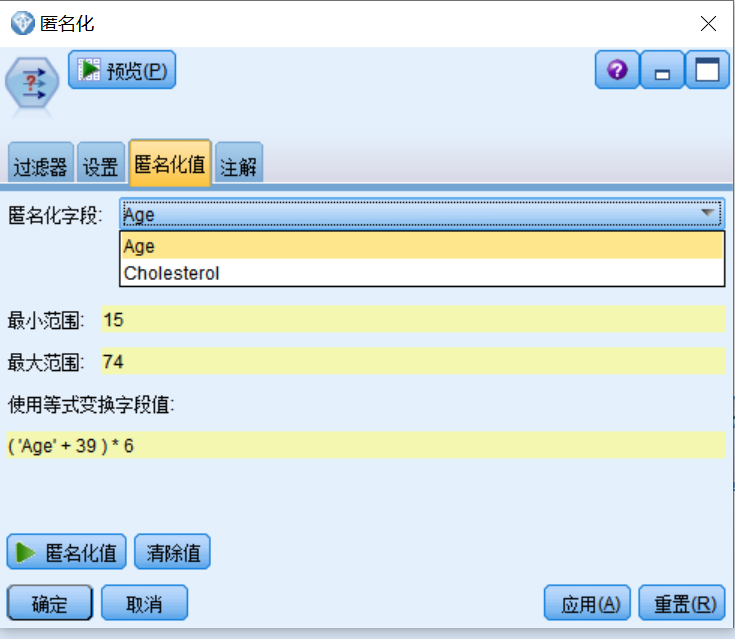 匿名化
预览(P)
过滤器 设置 匿名化值 注解
匿名化字段: Age
Age
Cholesterol
最小范围: 15
最大范围: 74
使用等式变换字段值:
( 'Age' + 39 ) * 6
匿名化值 清除值
确定 取消 应用(A) 重置(R)